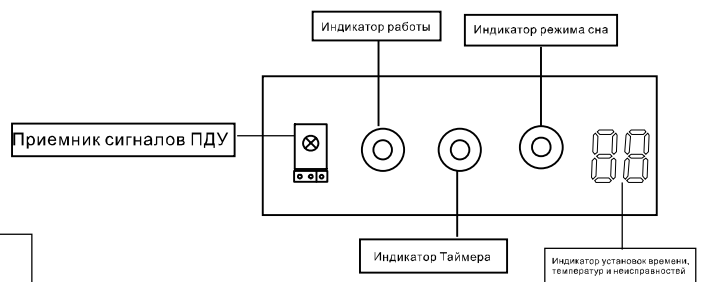 Индикатор работы
Индикатор режима сна
Приемник сигналов ПДУ
Индикатор Таймера
Индикатор установок времени,
температур и неисправностей